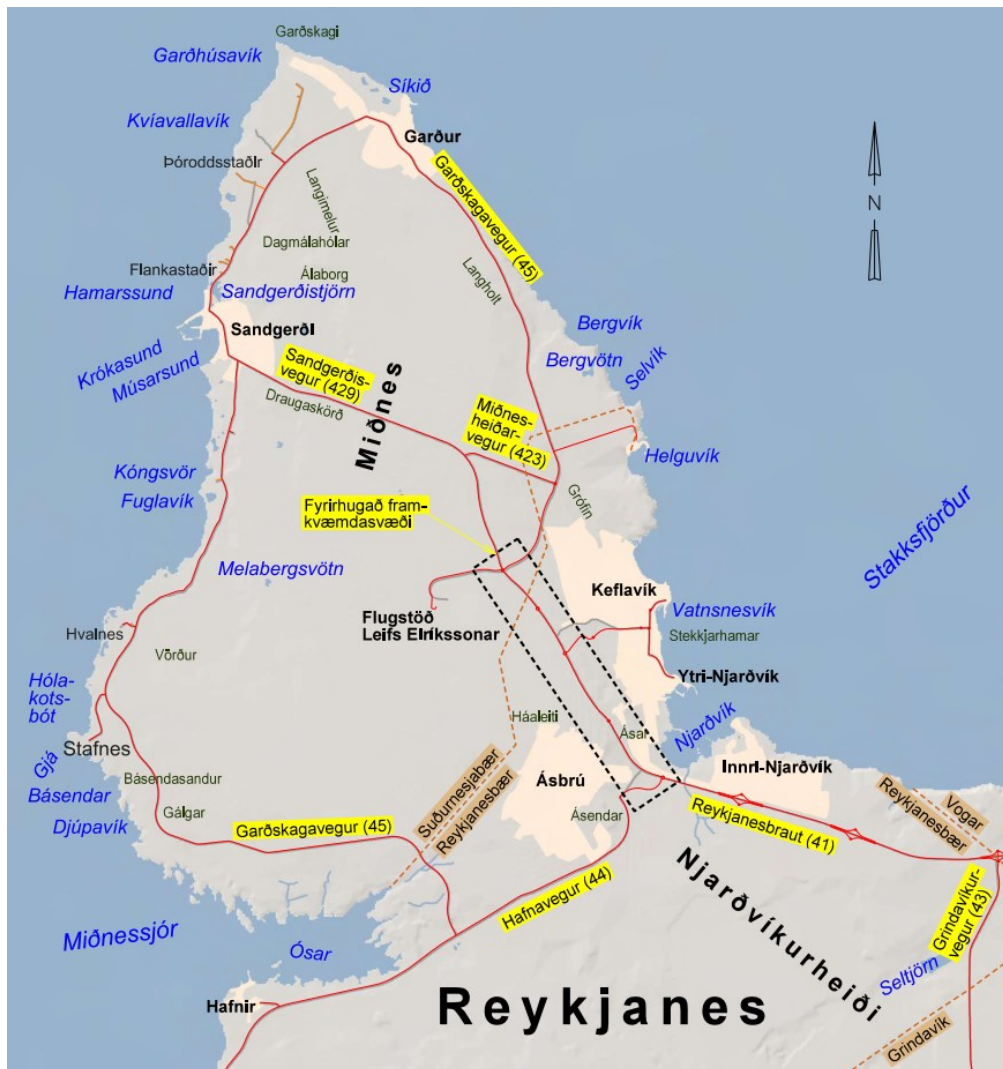 Garðskagi
Garðhúsavík
Síkið
Kvíavallavík
Garður
Þóroddsstaðir
Garðskagavegur (45)
Langimelur
Dagmálahólar
Langholt
Flankastaðir
Álaborg
Hamarssund
Sandgerðistjörn
Sandgerði
Bergvík
Krókasund
Músarsund
Sandgerðis-
vegur (429)
Bergvötn
Selvík
Draugaskörð
Miðnes
Miðnes-
heiðar-
vegur (423)
Helguvík
Kóngsvör
Fuglavík
Grófin
Fyrirhugað fram-
kvæmdasvæði
Stakksfjörður
Melabergsvötn
Keflavík
Flugstöð
Leifs Eiríkssonar
Vatnsnesvík
Stekkjarhamar
Hvalnes
Vörður
Ytri-Njarðvík
Hóla-
kots-
bót
Háaleiti
Ásar
Njarðvík
Stafnes
Gjá
Básendasandur
Ásbrú
Innri-Njarðvík
Básendar
Gálgar
Suðurnesjabær
Reykjanesbær
Vogar
Reykjanesbær
Djúpavík
Ásendar
Garðskagavegur (45)
Reykjanesbraut (41)
Hafnavegur (44)
Njarðvíkurheiði
Grindavíkur-
vegur (43)
Miðnessjór
Ósar
Seltjörn
Hafnir
Reykjanes
Grindavík
N